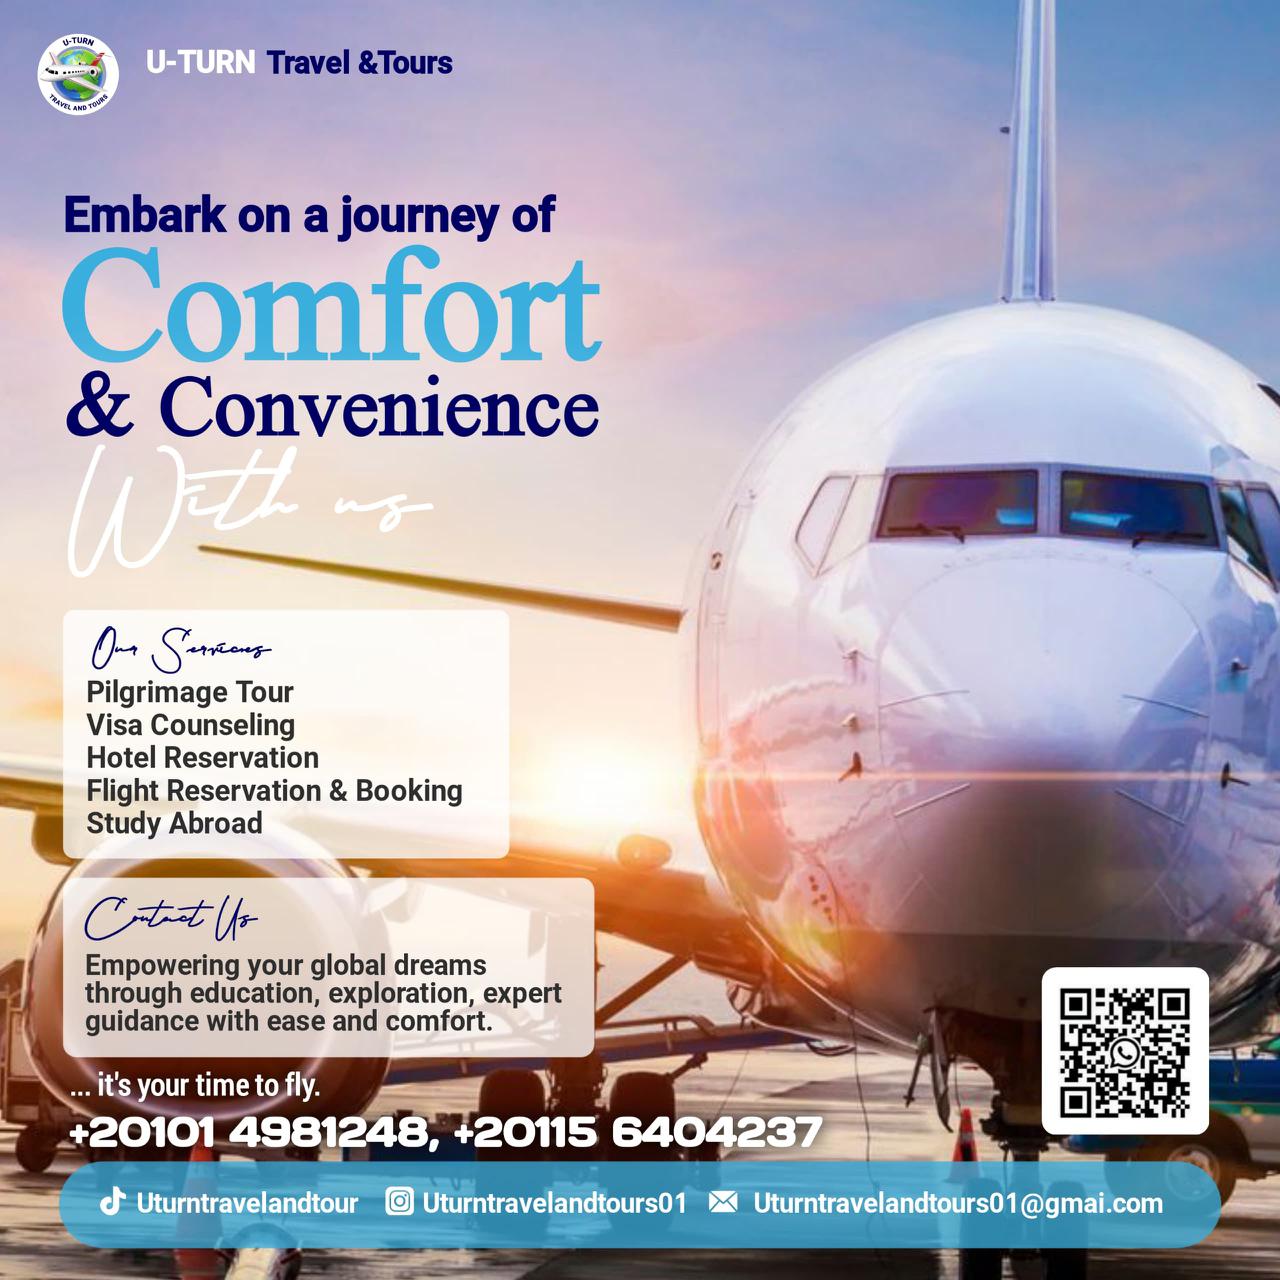 U-TURN
TRAVEL AND TOURS
U-TURN Travel &Tours
Embark on a journey of
Comfort
& Convenience
With us
Our Services
Pilgrimage Tour
Visa Counseling
Hotel Reservation
Flight Reservation & Booking
Study Abroad
Contact Us
Empowering your global dreams
through education, exploration, expert
guidance with ease and comfort.
... it's your time to fly.
+20101 4981248, +20115 6404237
Uturntravelandtour Uturntravelandtours01 Uturntravelandtours01@gmai.com